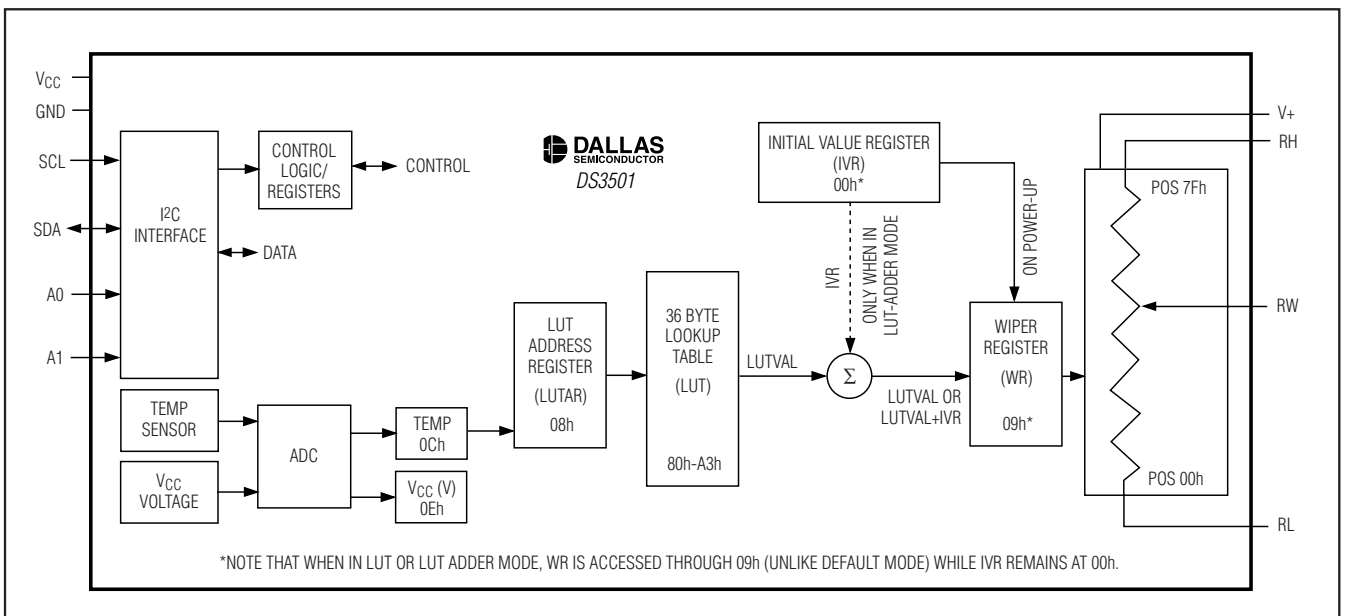 VCC
GND
SCL
SDA
A0
A1
I2C
INTERFACE
CONTROL
LOGIC/
REGISTERS
CONTROL
DATA
TEMP
SENSOR
VCC
VOLTAGE
ADC
TEMP
0Ch
VCC (V)
0Eh
DALLAS
SEMICONDUCTOR
DS3501
LUT
ADDRESS
REGISTER
(LUTAR)
08h
36 BYTE
LOOKUP
TABLE
(LUT)
80h-A3h
LUTVAL
INITIAL VALUE REGISTER
(IVR)
00h*
IVR
ONLY WHEN IN
LUT-ADDER MODE
ON POWER-UP
Σ
LUTVAL OR
LUTVAL+IVR
WIPER
REGISTER
(WR)
09h*
POS 7Fh
POS 00h
V+
RH
RW
RL
*NOTE THAT WHEN IN LUT OR LUT ADDER MODE, WR IS ACCESSED THROUGH 09h (UNLIKE DEFAULT MODE) WHILE IVR REMAINS AT 00h.